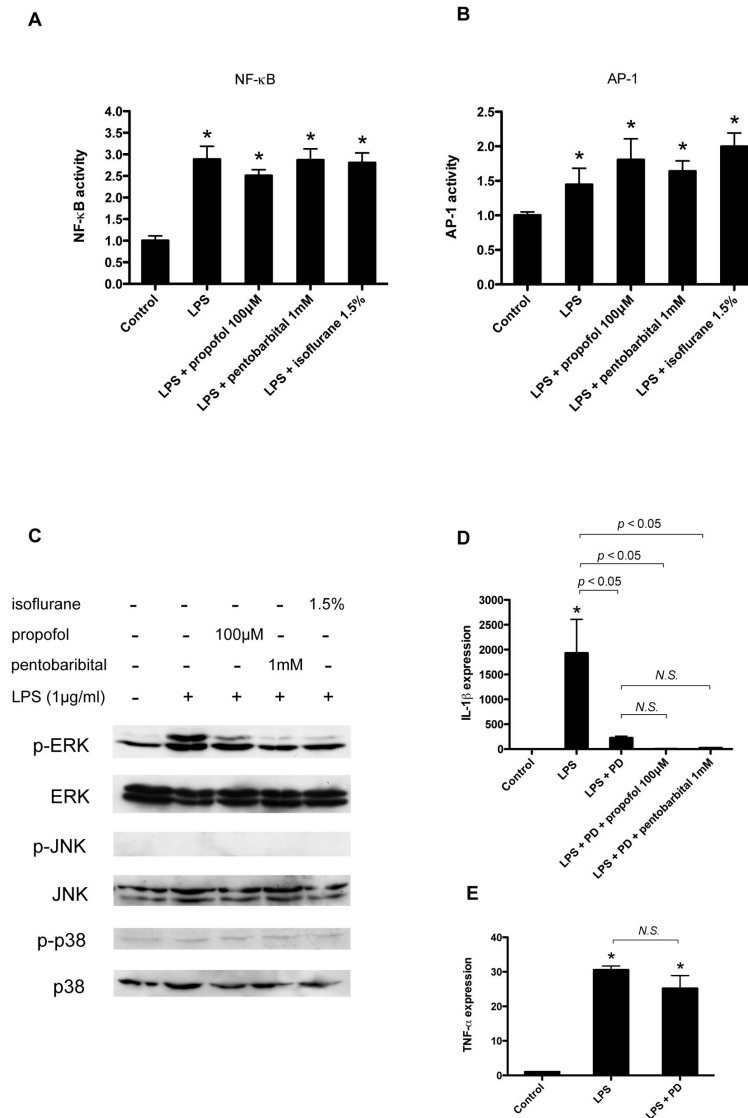 A
NF-κB
NF-κB activity
4.0
3.5
3.0
2.5
2.0
1.5
1.0
0.5
0.0
* * * *
Control
LPS
LPS + propofol 100μM
LPS + pentobarbital 1mM
LPS + isoflurane 1.5%
B
AP-1
AP-1 activity
2.5
2.0
1.5
1.0
0.5
0.0
* * * *
Control
LPS
LPS + propofol 100μM
LPS + pentobarbital 1mM
LPS + isoflurane 1.5%
C
isoflurane - - - - 1.5%
propofol - - 100μM - -
pentobaribital - - - 1mM -
LPS (1μg/ml) - + + + +
p-ERK
ERK
p-JNK
JNK
p-p38
p38
D
p < 0.05
p < 0.05
p < 0.05
IL-1β expression
3000
2500
2000
1500
1000
500
0
*
N.S.
N.S.
Control
LPS
LPS + PD
LPS + PD + propofol 100μM
LPS + PD + pentobarbital 1mM
E
N.S.
TNF-α expression
40
30
20
10
0
* *
Control
LPS
LPS + PD